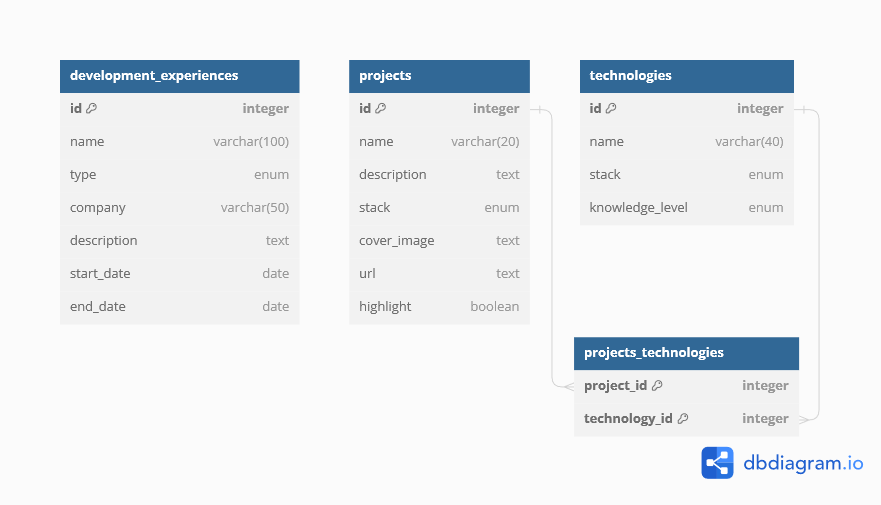 development_experiences
id integer
name varchar(100)
type enum
company varchar(50)
description text
start_date date
end_date date
projects
id integer
name varchar(20)
description text
stack enum
cover_image text
url text
highlight boolean
technologies
id integer
name varchar(40)
stack enum
knowledge_level enum
projects_technologies
project_id integer
technology_id integer
dbdiagram.io